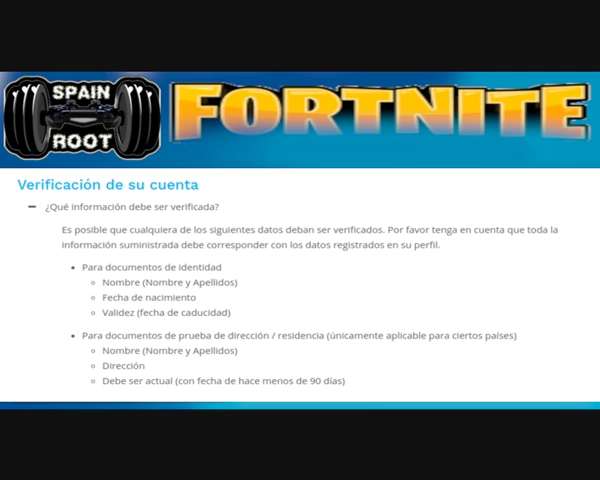 SPAIN
ROOT
FORTNITE
Verificación de su cuenta
¿Qué información debe ser verificada?
Es posible que cualquiera de los siguientes datos deban ser verificados. Por favor tenga en cuenta que toda la
información suministrada debe corresponder con los datos registrados en su perfil.
Para documentos de identidad
Nombre (Nombre y Apellidos)
Fecha de nacimiento
Validez (fecha de caducidad)
Para documentos de prueba de dirección / residencia (únicamente aplicable para ciertos países)
Nombre (Nombre y Apellidos)
Dirección
Debe ser actual (con fecha de hace menos de 90 días)